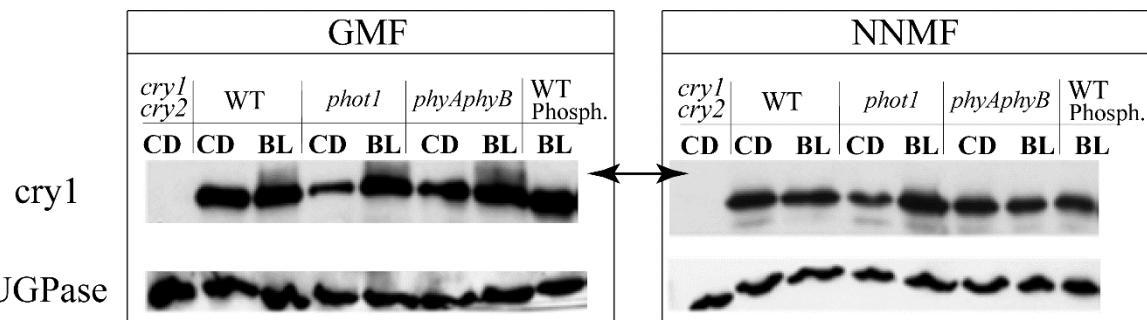 GMF NNMF
cry1 cry2 WT phot1 phyAphyB WT Phosph. cry1 cry2 WT phot1 phyAphyB WT Phosph.
CD CD BL CD BL CD BL BL CD CD BL CD BL CD BL BL
cry1
UGPase